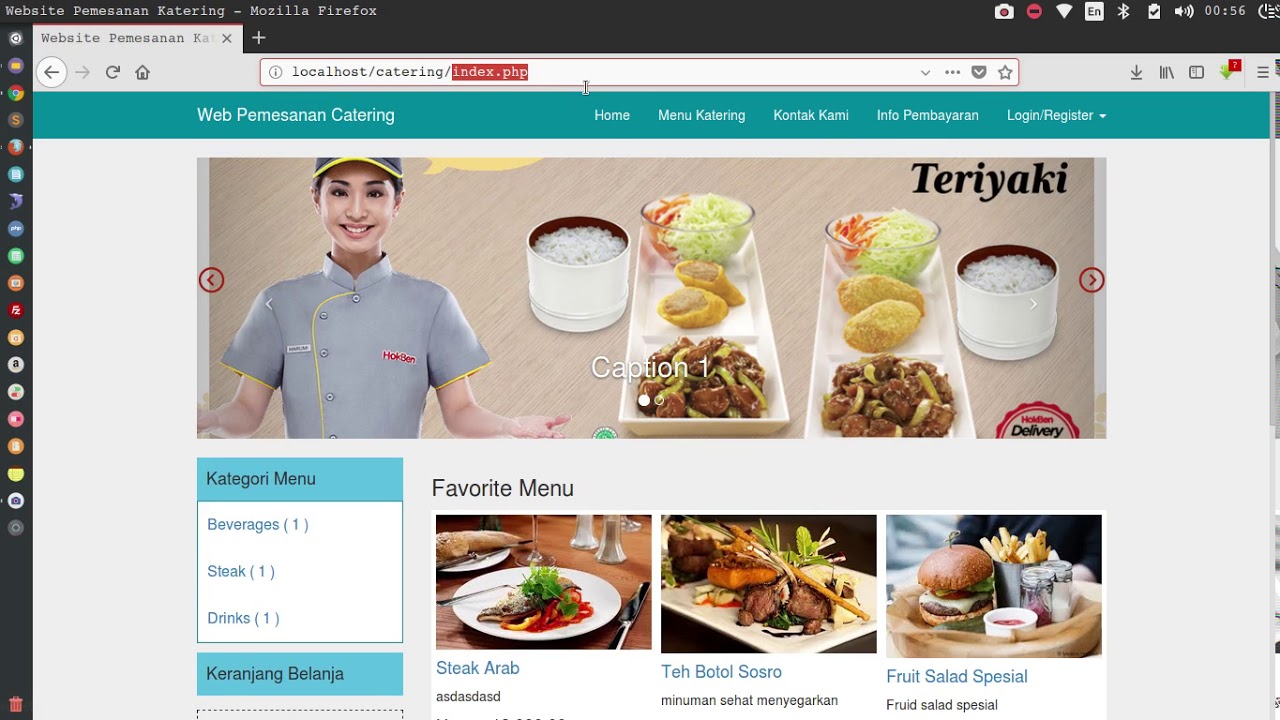 Website Pemesanan Katering - Mozilla Firefox
En
00:56
Website Pemesanan Ka
localhost/catering/index.php
Web Pemesanan Catering
Home
Menu Katering
Kontak Kami
Info Pembayaran
Login/Register
Teriyaki
HARUMI
HokBen
Caption 1
HokBen
Delivery
Kategori Menu
Beverages ( 1 )
Steak ( 1 )
Drinks ( 1 )
Keranjang Belanja
Favorite Menu
Steak Arab
asdasdasd
Teh Botol Sosro
minuman sehat menyegarkan
Fruit Salad Spesial
Fruid salad spesial